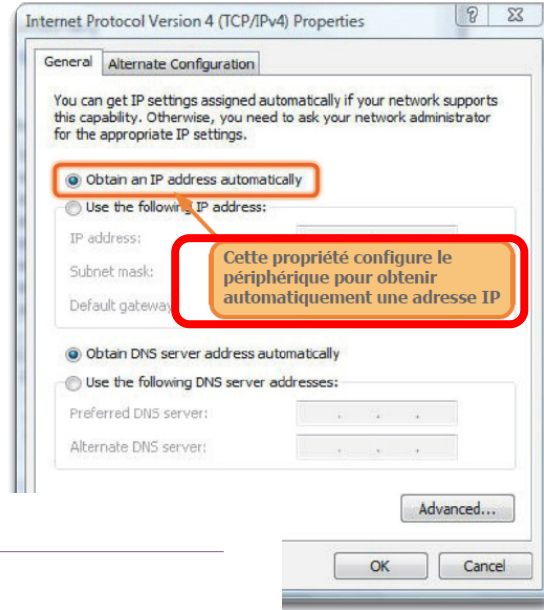 Internet Protocol Version 4 (TCP/IPv4) Properties
General
Alternate Configuration
You can get IP settings assigned automatically if your network supports
this capability. Otherwise, you need to ask your network administrator
for the appropriate IP settings.
Obtain an IP address automatically
Use the following IP address:
IP address:
Subnet mask:
Default gateway
Cette propriété configure le
périphérique pour obtenir
automatiquement une adresse IP
Obtain DNS server address automatically
Use the following DNS server addresses:
Preferred DNS server:
Alternate DNS server:
Advanced...
OK
Cancel